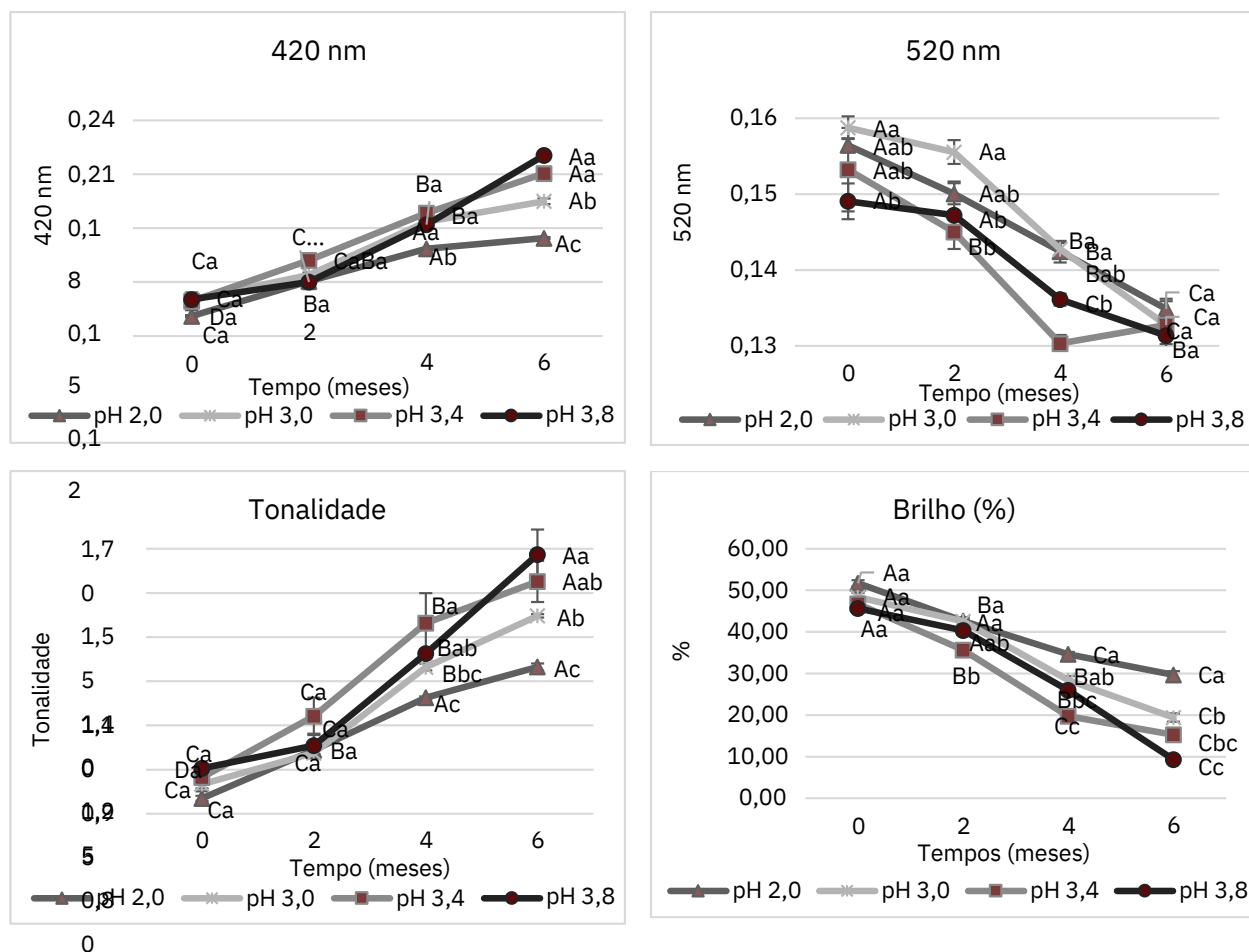 420 nm
0,24
0,21
0,1
8
0,1
5
0,1
2
420 nm
Ca
Ca
Da
Ca
C...
CaBa
Ba
2
Ba
Ba
Aa
Ab
Aa
Aa
Ab
Ac
0
4
6
Tempo (meses)
pH 2,0
pH 3,0
pH 3,4
pH 3,8
520 nm
0,16
0,15
0,14
0,13
520 nm
Aa
Aab
Aab
Ab
Aa
Aab
Ab
Bb
Ba
Ba
Bab
Cb
Ca
Ca
Ca
Ba
0
2
4
6
Tempo (meses)
pH 2,0
pH 3,0
pH 3,4
pH 3,8
Tonalidade
1,7
0
1,5
5
1,4
0
5
0,8
0
Tonalidade
Ca
Da
Ca
Ca
Ca
Ca
Ba
Ca
Ba
Bab
Bbc
Ac
Aa
Aab
Ab
Ac
0
2
4
6
Tempo (meses)
pH 2,0
pH 3,0
pH 3,4
pH 3,8
Brilho (%)
60,00
50,00
40,00
30,00
20,00
10,00
0,00
%
Aa
Aa
Aa
Aa
Ba
Aa
Aab
Bb
Ca
Bab
Bbc
Cc
Ca
Cb
Cbc
Cc
0
2
4
6
Tempos (meses)
pH 2,0
pH 3,0
pH 3,4
pH 3,8